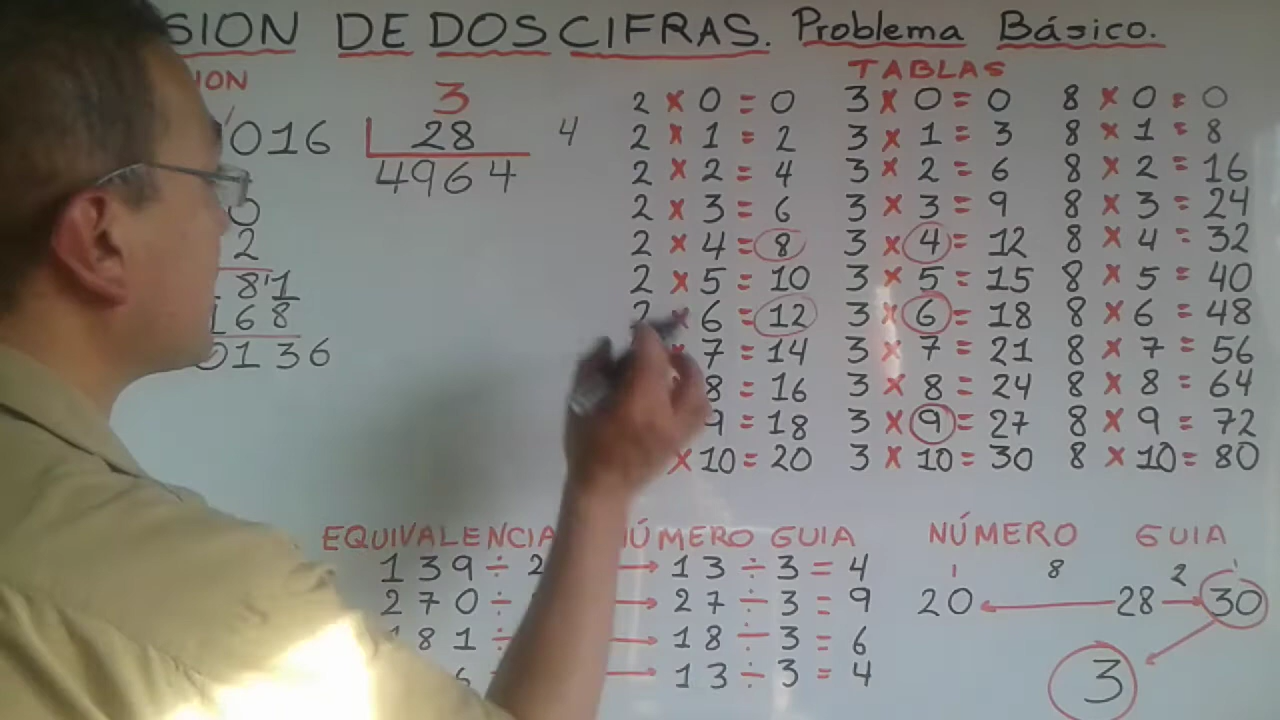 SION DE DOS CIFRAS. Problema Básico.
ION
3
016 28 4
4964
0
2
81
168
0136
TABLAS
2 × 0 = 0 3 × 0 = 0 8 × 0 = 0
2 × 1 = 2 3 × 1 = 3 8 × 1 = 8
2 × 2 = 4 3 × 2 = 6 8 × 2 = 16
2 × 3 = 6 3 × 3 = 9 8 × 3 = 24
2 × 4 = 8 3 × 4 = 12 8 × 4 = 32
2 × 5 = 10 3 × 5 = 15 8 × 5 = 40
2 × 6 = 12 3 × 6 = 18 8 × 6 = 48
× 7 = 14 3 × 7 = 21 8 × 7 = 56
8 = 16 3 × 8 = 24 8 × 8 = 64
9 = 18 3 × 9 = 27 8 × 9 = 72
× 10 = 20 3 × 10 = 30 8 × 10 = 80
EQUIVALENCIA NÚMERO GUIA
139 ÷ 2 → 13 ÷ 3 = 4
270 ÷ → 27 ÷ 3 = 9
181 ÷ → 18 ÷ 3 = 6
6 → 13 ÷ 3 = 4
NÚMERO GUIA
1 8 2 1
20 ← 28 → 30
3